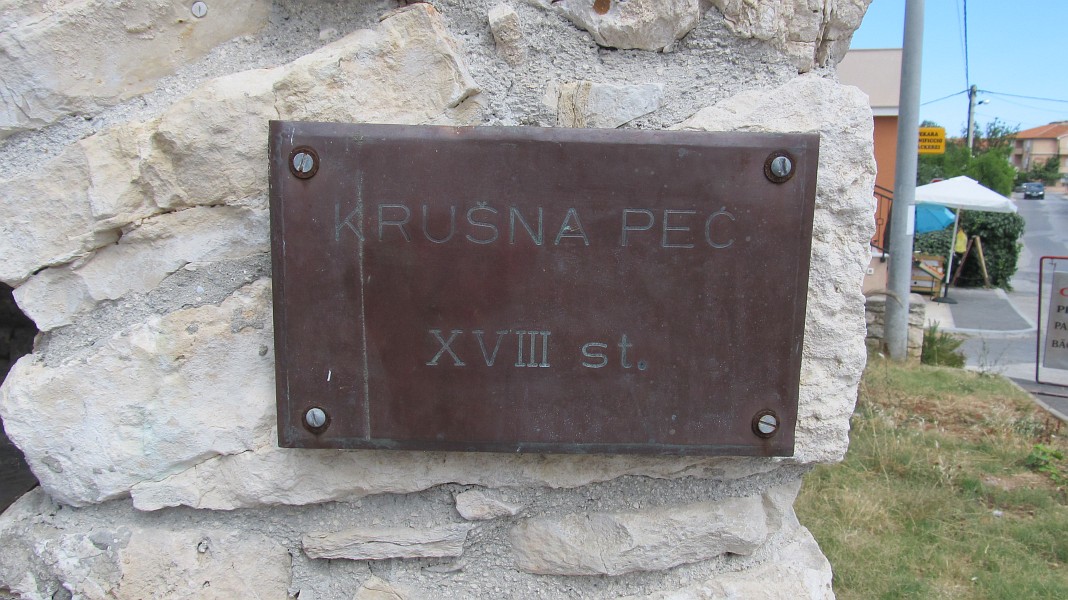 KRUŠNA PEĆ
XVIII st.